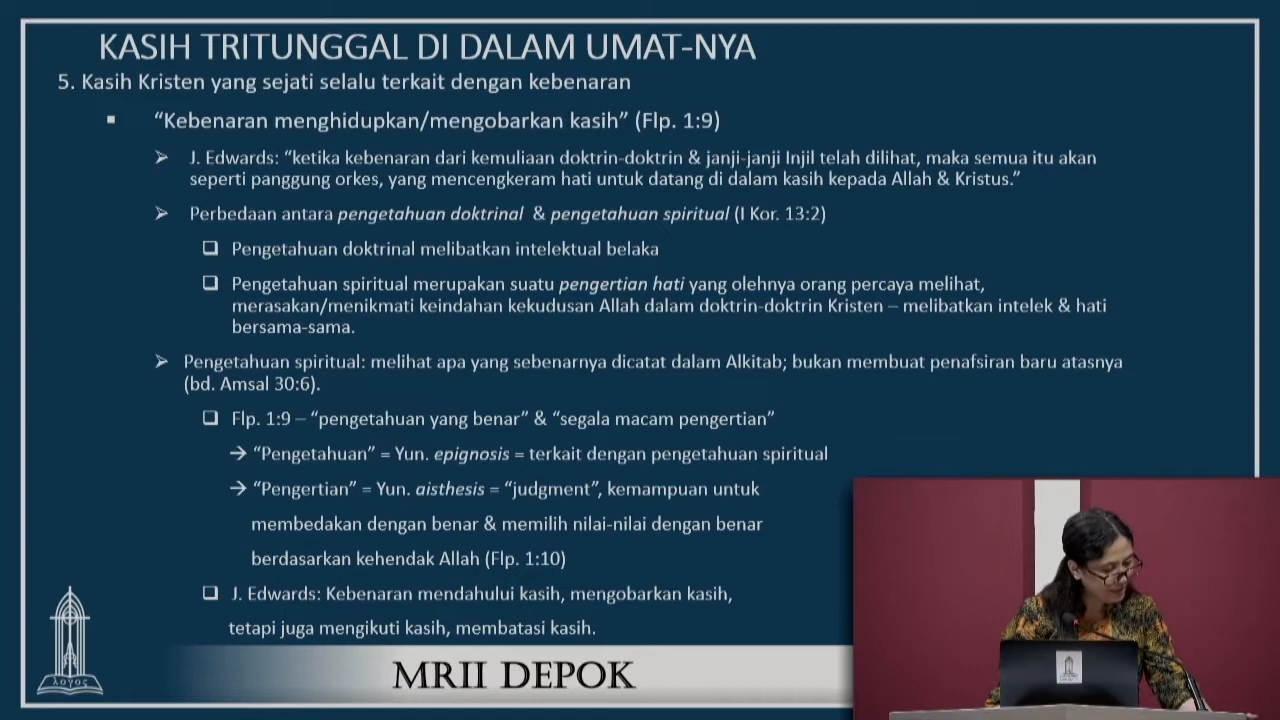 KASIH TRITUNGGAL DI DALAM UMAT-NYA
5. Kasih Kristen yang sejati selalu terkait dengan kebenaran
▪ “Kebenaran menghidupkan/mengobarkan kasih” (Flp. 1:9)
➢ J. Edwards: “ketika kebenaran dari kemuliaan doktrin-doktrin & janji-janji Injil telah dilihat, maka semua itu akan
seperti panggung orkes, yang mencengkeram hati untuk datang di dalam kasih kepada Allah & Kristus.”
➢ Perbedaan antara pengetahuan doktrinal & pengetahuan spiritual (I Kor. 13:2)
❑ Pengetahuan doktrinal melibatkan intelektual belaka
❑ Pengetahuan spiritual merupakan suatu pengertian hati yang olehnya orang percaya melihat,
merasakan/menikmati keindahan kekudusan Allah dalam doktrin-doktrin Kristen – melibatkan intelek & hati
bersama-sama.
➢ Pengetahuan spiritual: melihat apa yang sebenarnya dicatat dalam Alkitab; bukan membuat penafsiran baru atasnya
(bd. Amsal 30:6).
❑ Flp. 1:9 – “pengetahuan yang benar” & “segala macam pengertian”
→ “Pengetahuan” = Yun. epignosis = terkait dengan pengetahuan spiritual
→ “Pengertian” = Yun. aisthesis = “judgment”, kemampuan untuk
membedakan dengan benar & memilih nilai-nilai dengan benar
berdasarkan kehendak Allah (Flp. 1:10)
❑ J. Edwards: Kebenaran mendahului kasih, mengobarkan kasih,
tetapi juga mengikuti kasih, membatasi kasih.
λογος
MRII DEPOK